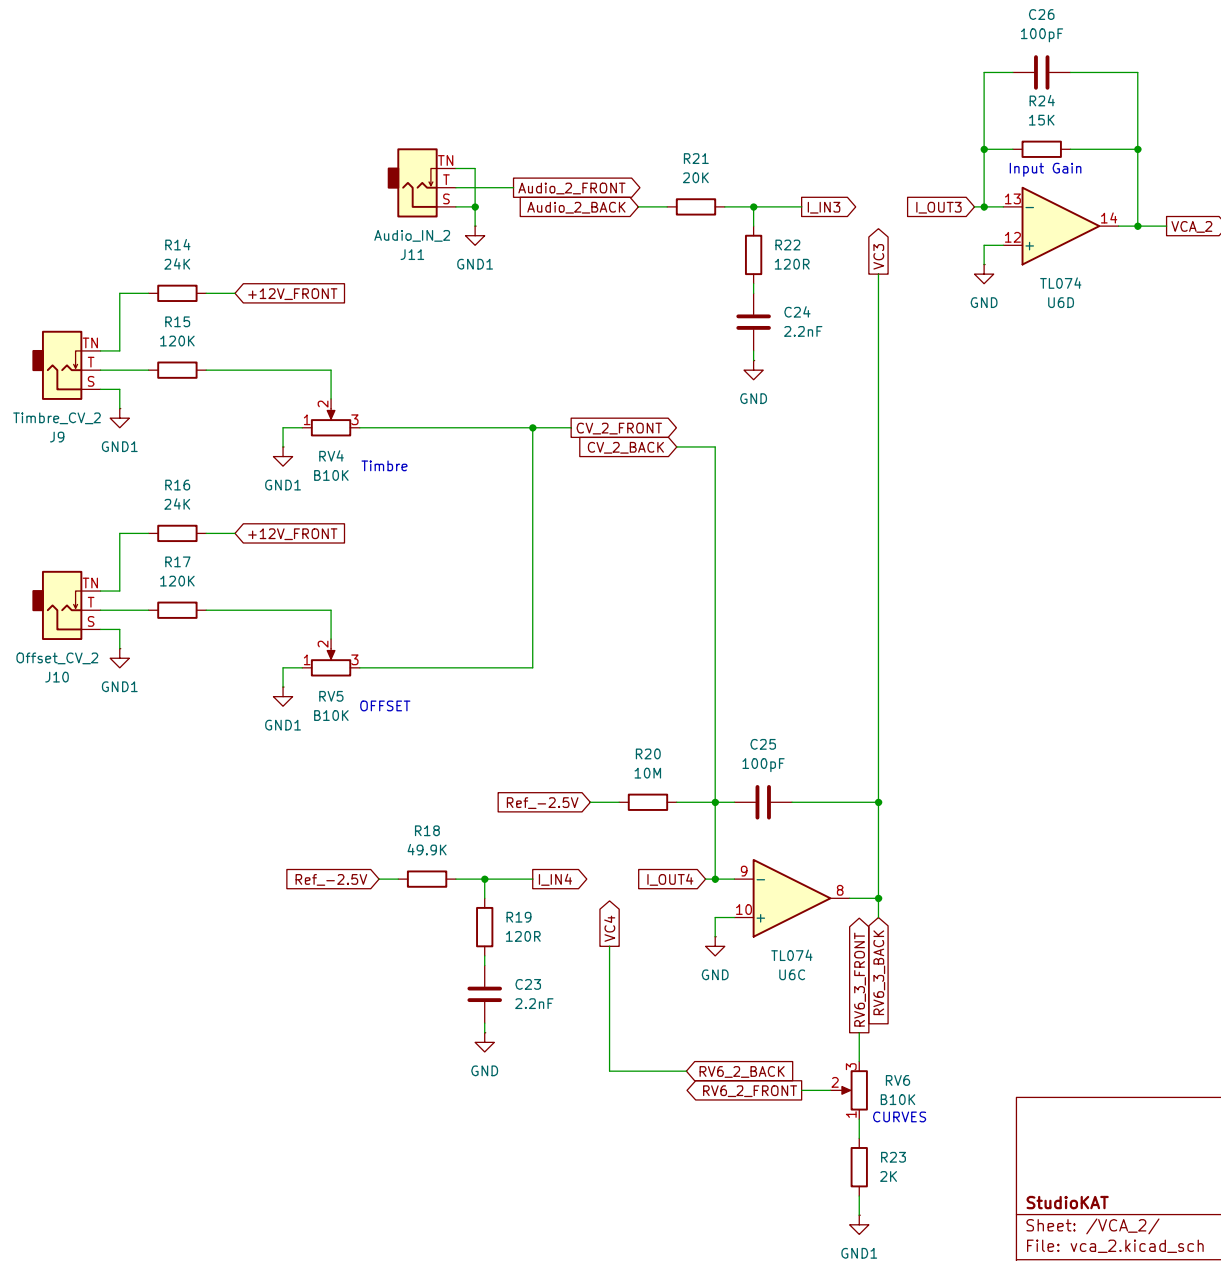 C26
100pF
R24
15K
Input Gain
I_OUT3
13
12
14
VCA_2
GND
TL074
U6D
TN
T
S
Audio_IN_2
J11
GND1
Audio_2_FRONT
Audio_2_BACK
R21
20K
I_IN3
R22
120R
C24
2.2nF
GND
VC3
R14
24K
+12V_FRONT
R15
120K
TN
T
S
Timbre_CV_2
J9
GND1
2
1
3
RV4
B10K
GND1
Timbre
CV_2_FRONT
CV_2_BACK
R16
24K
+12V_FRONT
R17
120K
TN
T
S
Offset_CV_2
J10
GND1
2
1
3
RV5
B10K
GND1
OFFSET
R20
10M
C25
100pF
Ref_-2.5V
R18
49.9K
Ref_-2.5V
I_IN4
I_OUT4
9
10
8
R19
120R
C23
2.2nF
GND
VC4
GND
TL074
U6C
RV6_3_FRONT
RV6_3_BACK
RV6_2_BACK
RV6_2_FRONT
2
3
1
RV6
B10K
CURVES
R23
2K
GND1
StudioKAT
Sheet: /VCA_2/
File: vca_2.kicad_sch